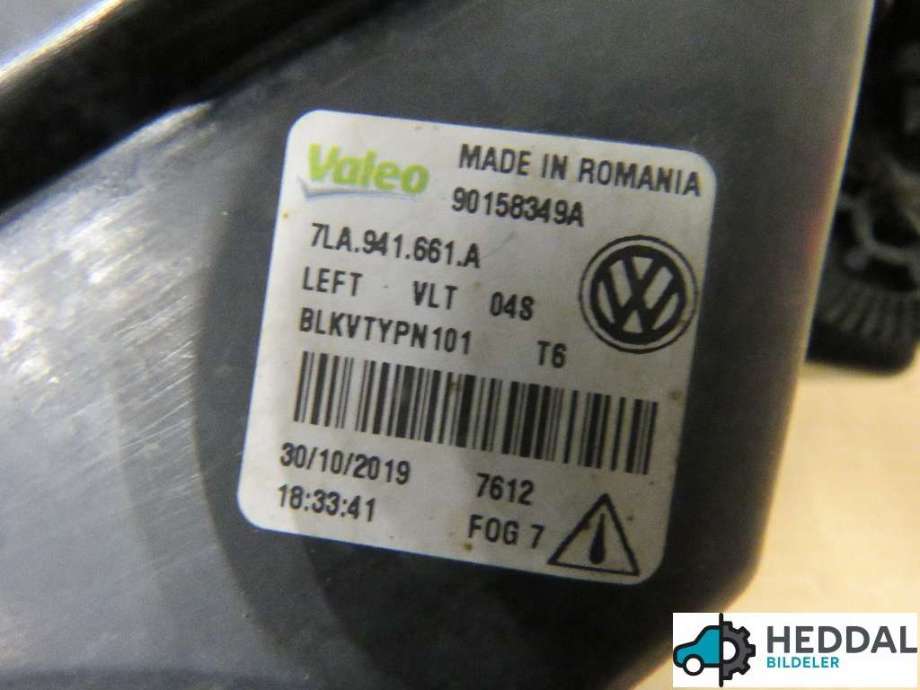 Valeo MADE IN ROMANIA
90158349A
7LA.941.661.A
LEFT VLT 04S
BLKVTYPN101 T6
30/10/2019 7612
18:33:41 FOG 7
HEDDAL
BILDELER